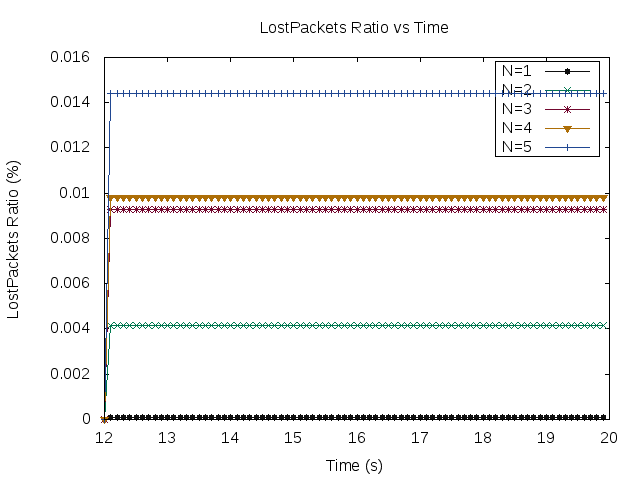 LostPackets Ratio vs Time
0.016
0.014
0.012
0.01
0.008
0.006
0.004
0.002
0
LostPackets Ratio (%)
N=1
N=2
N=3
N=4
N=5
12 13 14 15 16 17 18 19 20
Time (s)